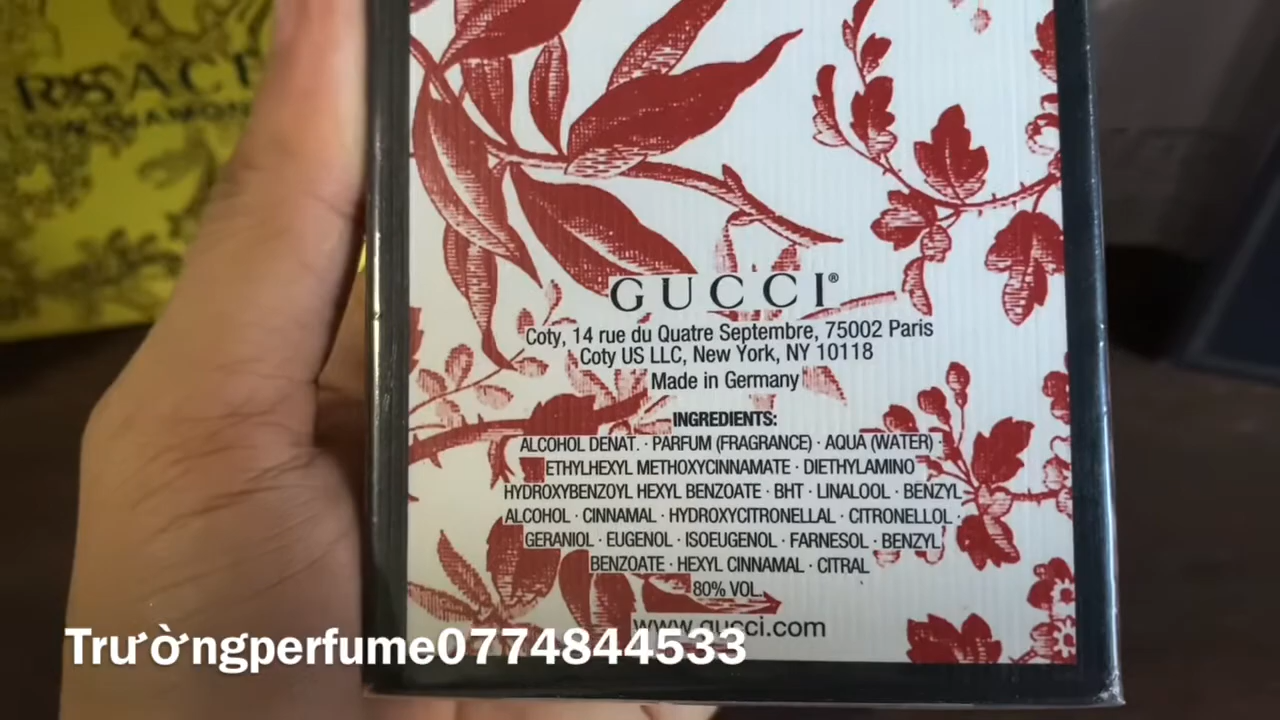 GUCCI®
Coty, 14 rue du Quatre Septembre, 75002 Paris
Coty US LLC, New York, NY 10118
Made in Germany
INGREDIENTS:
ALCOHOL DENAT. · PARFUM (FRAGRANCE) · AQUA (WATER) ·
ETHYLHEXYL METHOXYCINNAMATE · DIETHYLAMINO
HYDROXYBENZOYL HEXYL BENZOATE · BHT · LINALOOL · BENZYL
ALCOHOL · CINNAMAL · HYDROXYCITRONELLAL · CITRONELLOL ·
GERANIOL · EUGENOL · ISOEUGENOL · FARNESOL · BENZYL
BENZOATE · HEXYL CINNAMAL · CITRAL
80% VOL.
www.gucci.com
Trườngperfume0774844533